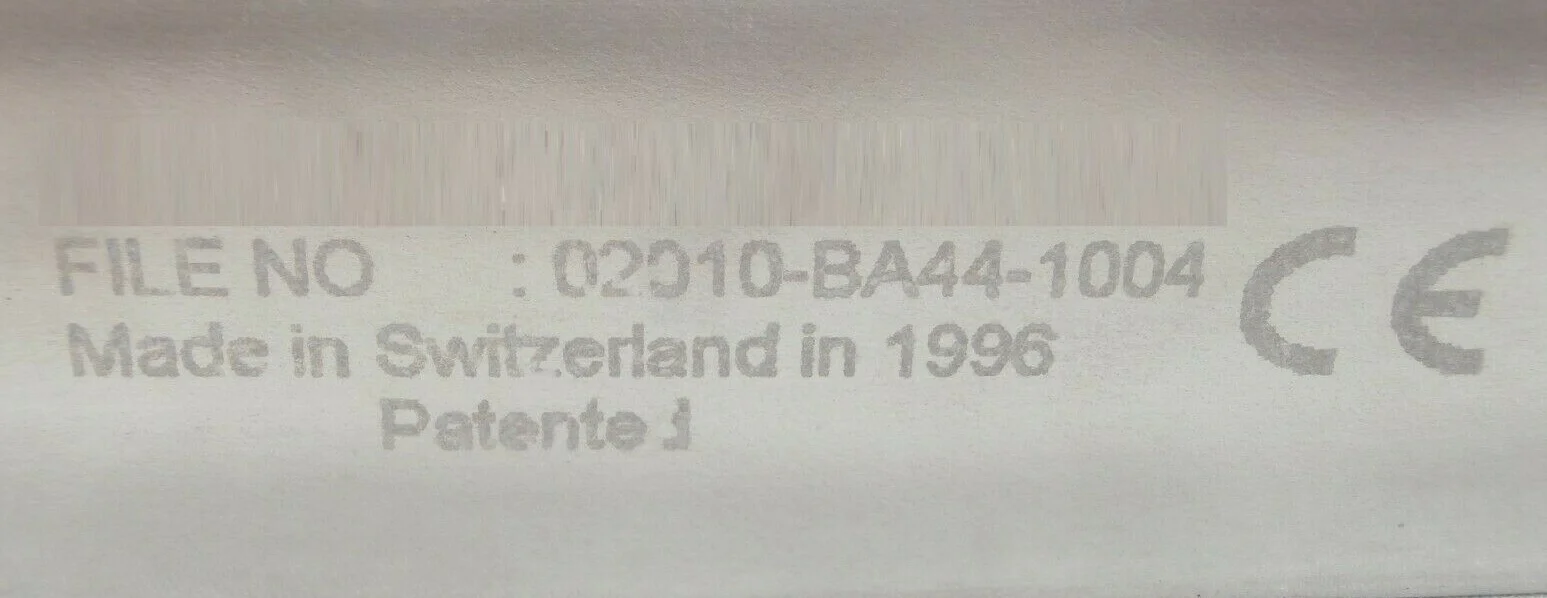 FILE NO : 02010-BA44-1004
Made in Switzerland in 1996
Patented
CE